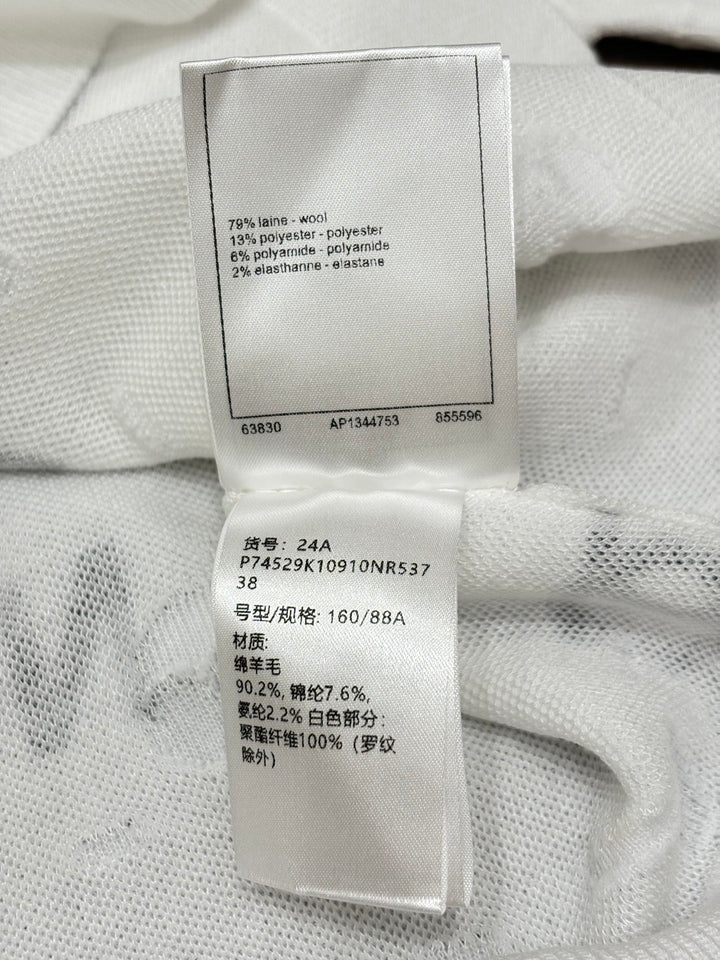 79% laine - wool
13% polyester - polyester
6% polyamide - polyamide
2% elasthanne - elastane
63830 AP1344753 855596
货号: 24A
P74529K10910NR537
38
号型/规格: 160/88A
材质:
绵羊毛
90.2%, 锦纶7.6%,
氨纶2.2% 白色部分:
聚酯纤维100% (罗纹
除外)